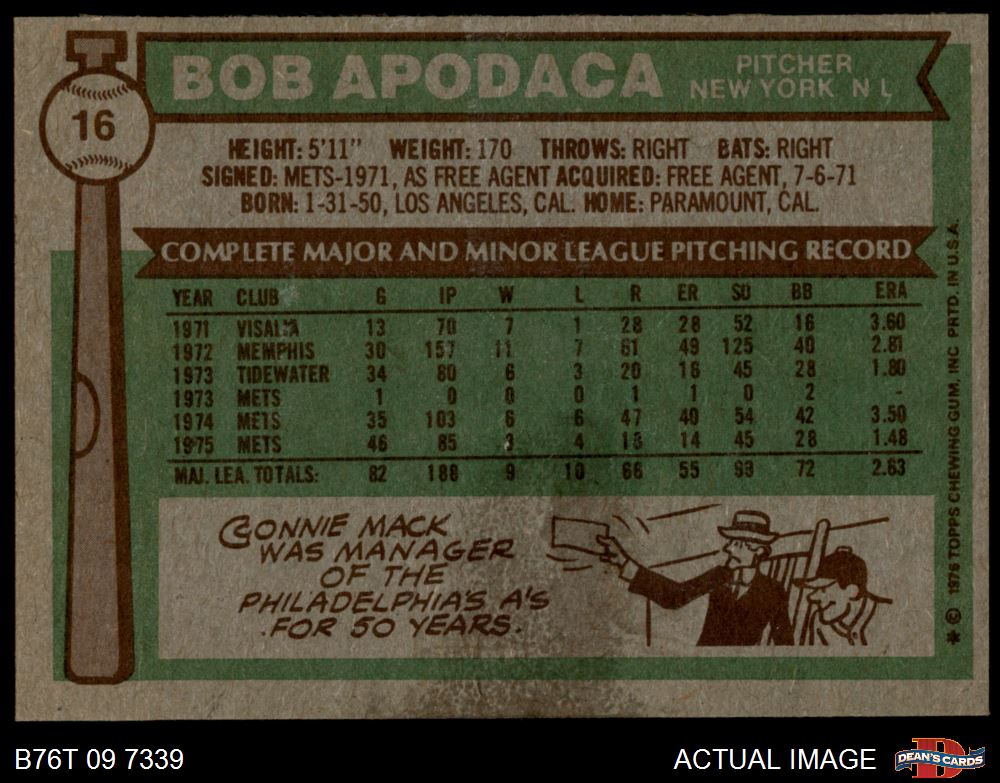 16
BOB APODACA
PITCHER
NEW YORK N L
HEIGHT: 5'11" WEIGHT: 170 THROWS: RIGHT BATS: RIGHT
SIGNED: METS-1971, AS FREE AGENT ACQUIRED: FREE AGENT, 7-6-71
BORN: 1-31-50, LOS ANGELES, CAL. HOME: PARAMOUNT, CAL.
COMPLETE MAJOR AND MINOR LEAGUE PITCHING RECORD
YEAR CLUB G IP W L R ER SO BB ERA
1971 VISALIA 13 70 7 1 28 28 52 16 3.60
1972 MEMPHIS 30 157 11 7 61 49 125 40 2.81
1973 TIDEWATER 34 80 6 3 20 16 45 28 1.80
1973 METS 1 0 0 0 1 1 0 2 -
1974 METS 35 103 6 6 47 40 54 42 3.50
1975 METS 46 85 3 4 18 14 45 28 1.48
MAJ. LEA. TOTALS: 82 188 9 10 66 55 99 72 2.63
CONNIE MACK
WAS MANAGER
OF THE
PHILADELPHIA'S A'S
FOR 50 YEARS.
* © 1976 TOPPS CHEWING GUM, INC PRTD. IN U.S.A.
B76T 09 7339
ACTUAL IMAGE
D
DEAN'S CARDS